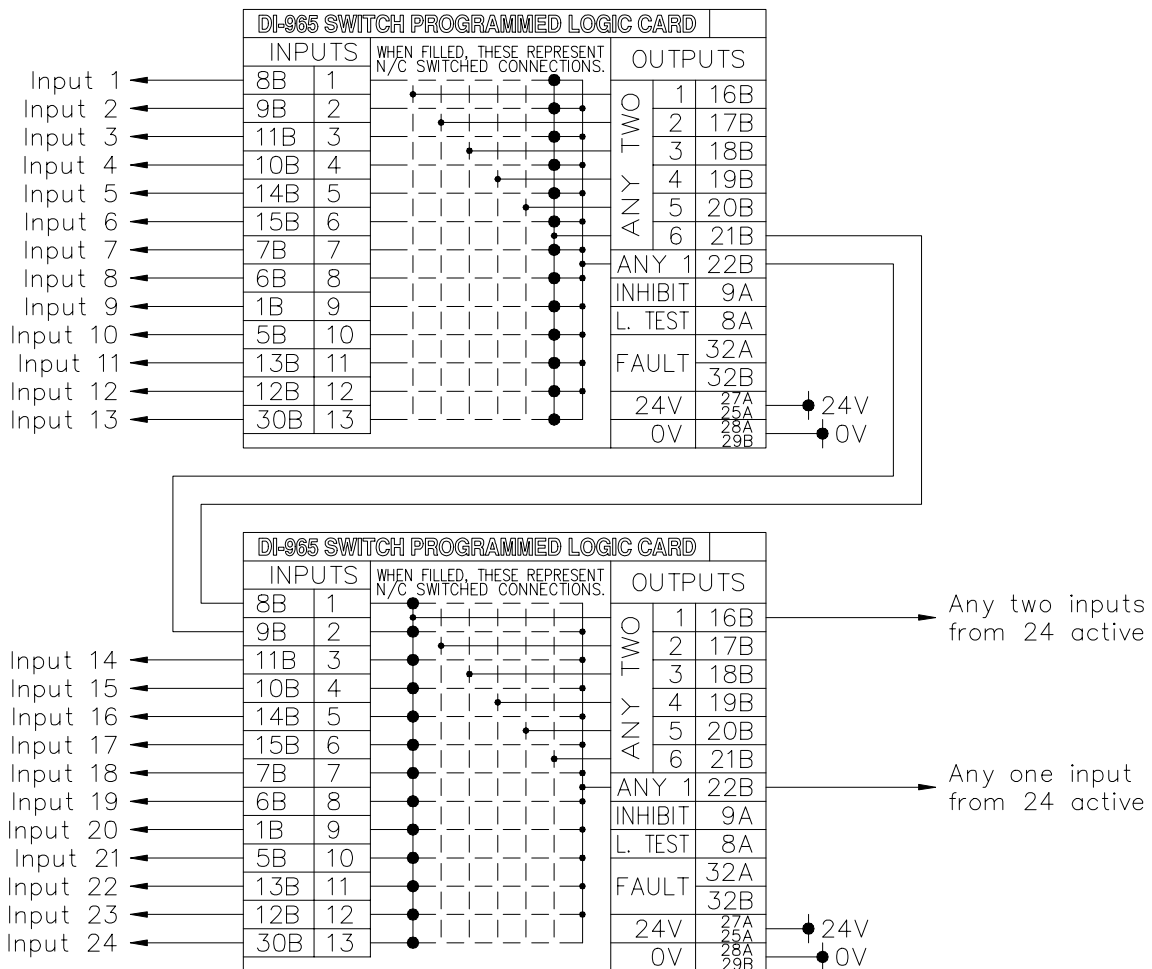 DI-965 SWITCH PROGRAMMED LOGIC CARD
INPUTS
WHEN FILLED, THESE REPRESENT
N/C SWITCHED CONNECTIONS.
OUTPUTS
Input 1 8B 1
Input 2 9B 2
Input 3 11B 3
Input 4 10B 4
Input 5 14B 5
Input 6 15B 6
Input 7 7B 7
Input 8 6B 8
Input 9 1B 9
Input 10 5B 10
Input 11 13B 11
Input 12 12B 12
Input 13 30B 13
ANY TWO
1 16B
2 17B
3 18B
4 19B
5 20B
6 21B
ANY 1 22B
INHIBIT 9A
L. TEST 8A
FAULT 32A
32B
24V 27A
25A
24V
0V 28A
29B
0V
DI-965 SWITCH PROGRAMMED LOGIC CARD
INPUTS
WHEN FILLED, THESE REPRESENT
N/C SWITCHED CONNECTIONS.
OUTPUTS
8B 1
9B 2
Input 14 11B 3
Input 15 10B 4
Input 16 14B 5
Input 17 15B 6
Input 18 7B 7
Input 19 6B 8
Input 20 1B 9
Input 21 5B 10
Input 22 13B 11
Input 23 12B 12
Input 24 30B 13
ANY TWO
1 16B
2 17B
3 18B
4 19B
5 20B
6 21B
ANY 1 22B
INHIBIT 9A
L. TEST 8A
FAULT 32A
32B
24V 27A
25A
24V
0V 28A
29B
0V
Any two inputs
from 24 active
Any one input
from 24 active